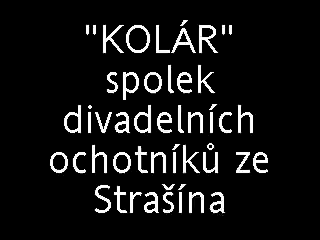 "KOLÁR"
spolek
divadelních
ochotníků ze
Strašína